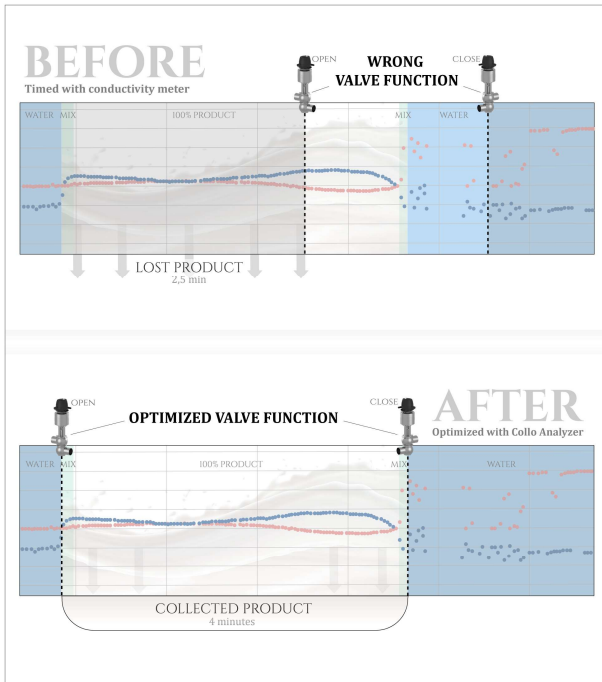 BEFORE
Timed with conductivity meter
OPEN
WRONG
VALVE FUNCTION
CLOSE
WATER
MIX
100% PRODUCT
MIX
WATER
LOST PRODUCT
2,5 min
OPEN
OPTIMIZED VALVE FUNCTION
CLOSE
AFTER
Optimized with Collo Analyzer
WATER
MIX
100% PRODUCT
MIX
WATER
COLLECTED PRODUCT
4 minutes